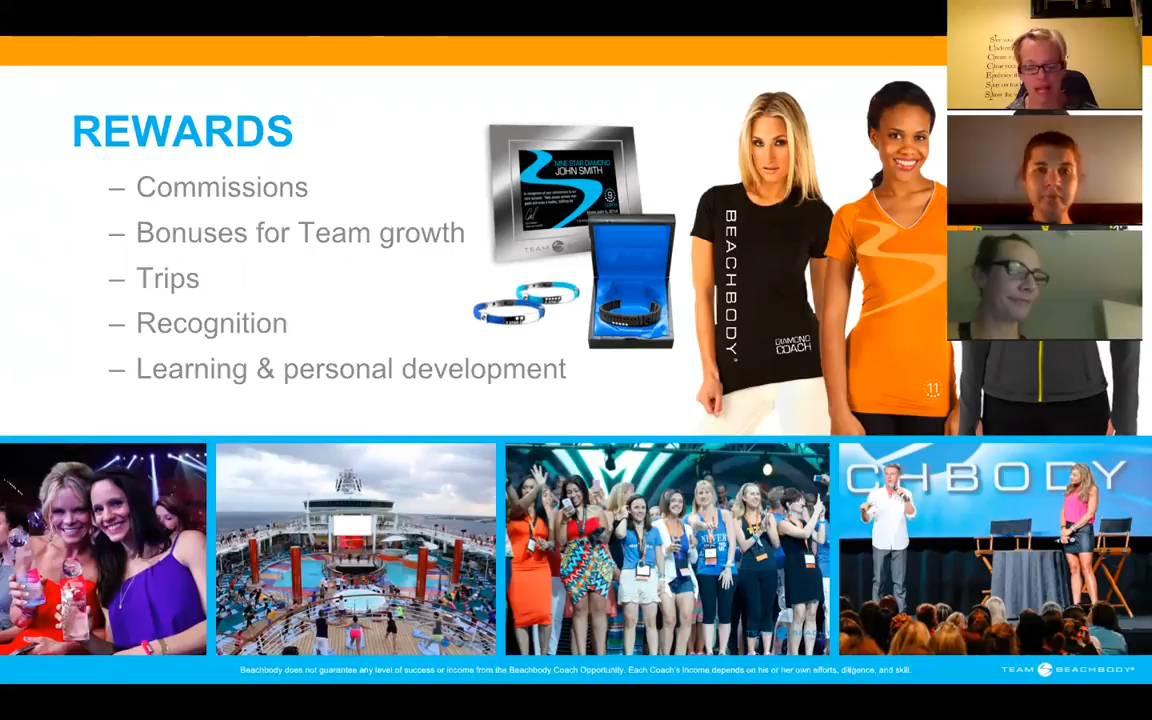 REWARDS
– Commissions
– Bonuses for Team growth
– Trips
– Recognition
– Learning & personal development
NINE STAR DIAMOND
JOHN SMITH
TEAM
BEACHBODY
DIAMOND
COACH
11
CHBODY
Beachbody does not guarantee any level of success or income from the Beachbody Coach Opportunity. Each Coach's income depends on his or her own efforts, diligence, and skill.
TEAM BEACHBODY